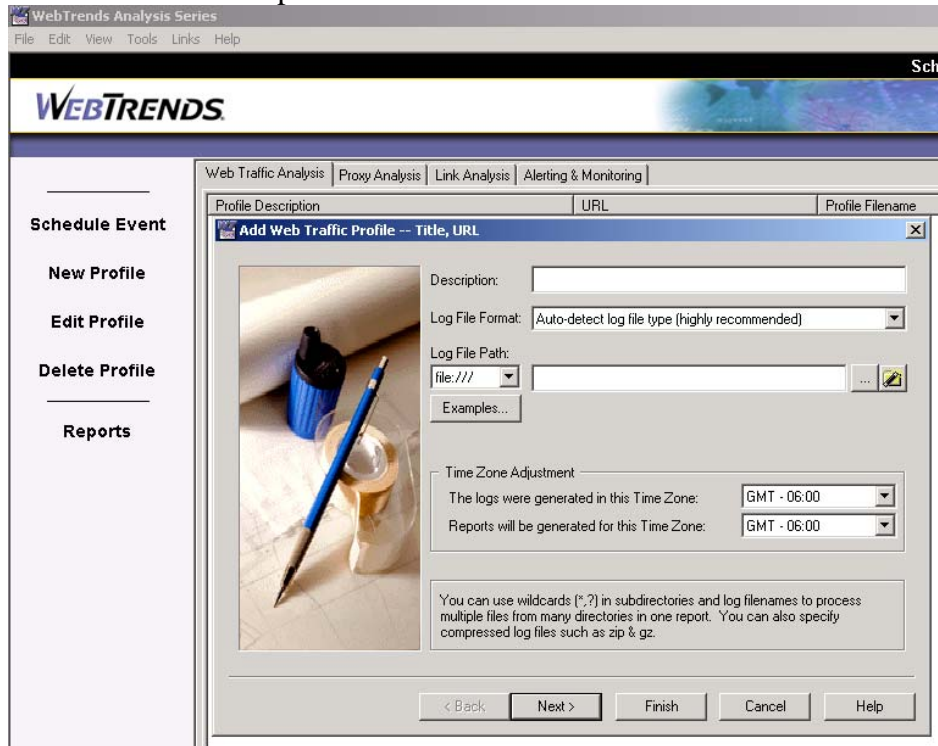 WebTrends Analysis Series
File Edit View Tools Links Help
Sch
WEBTRENDS.
Web Traffic Analysis Proxy Analysis Link Analysis Alerting & Monitoring
Profile Description URL Profile Filename
Schedule Event
New Profile
Edit Profile
Delete Profile
Reports
Add Web Traffic Profile -- Title, URL
Description:
Log File Format: Auto-detect log file type (highly recommended)
Log File Path:
file:/// ...
Examples...
Time Zone Adjustment
The logs were generated in this Time Zone: GMT - 06:00
Reports will be generated for this Time Zone: GMT - 06:00
You can use wildcards (*,?) in subdirectories and log filenames to process
multiple files from many directories in one report. You can also specify
compressed log files such as zip & gz.
< Back Next > Finish Cancel Help